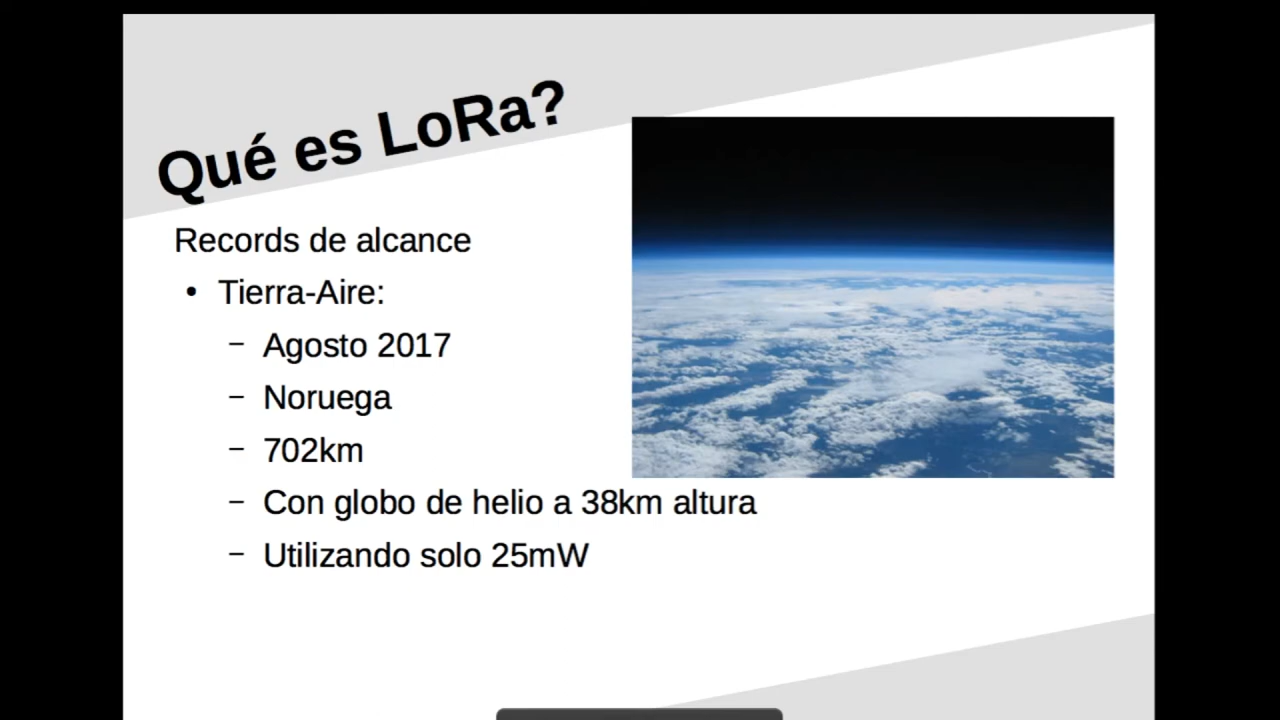 Qué es LoRa?
Records de alcance
• Tierra-Aire:
– Agosto 2017
– Noruega
– 702km
– Con globo de helio a 38km altura
– Utilizando solo 25mW